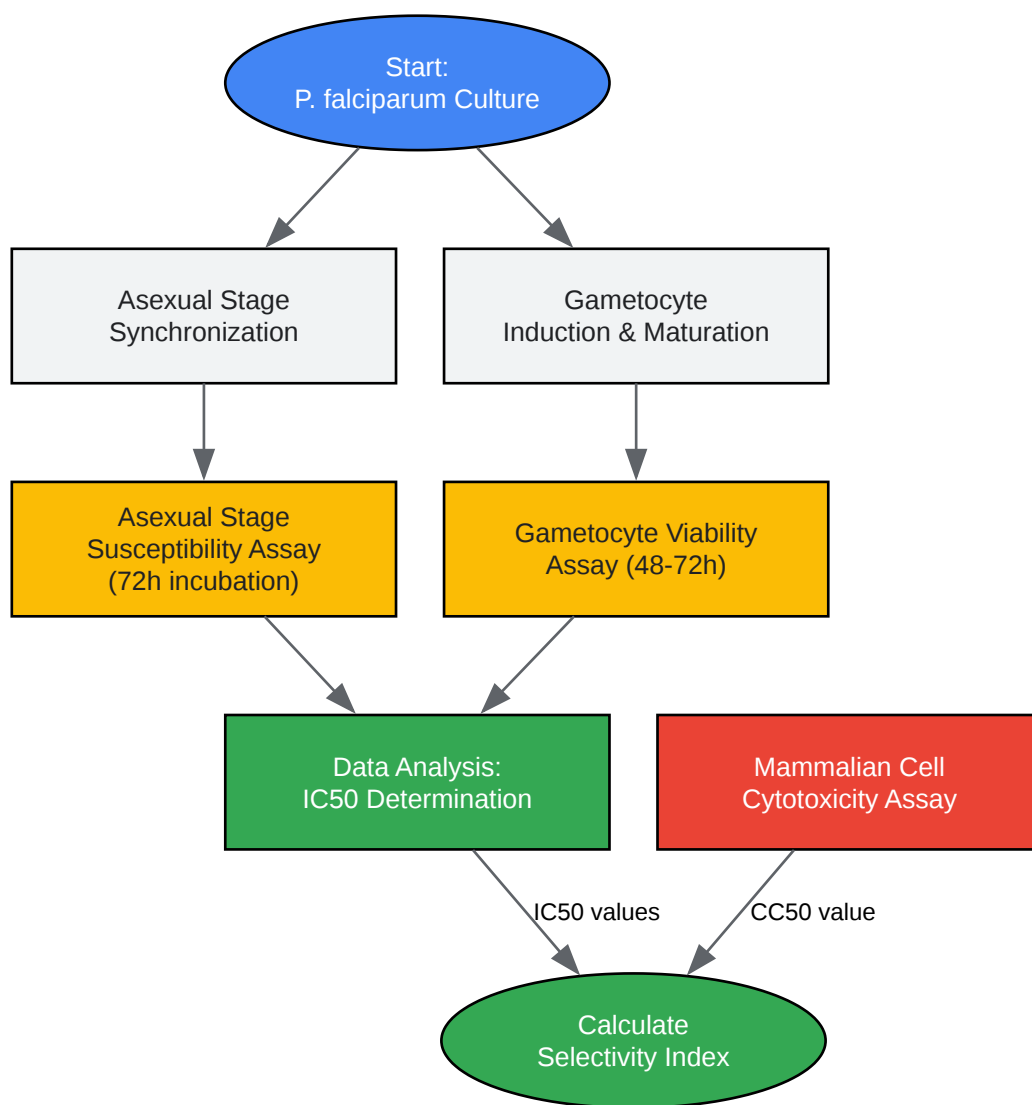 Start:
P. falciparum Culture
Asexual Stage
Synchronization
Gametocyte
Induction & Maturation
Asexual Stage
Susceptibility Assay
(72h incubation)
Gametocyte Viability
Assay (48-72h)
Data Analysis:
IC50 Determination
Mammalian Cell
Cytotoxicity Assay
IC50 values
CC50 value
Calculate
Selectivity Index